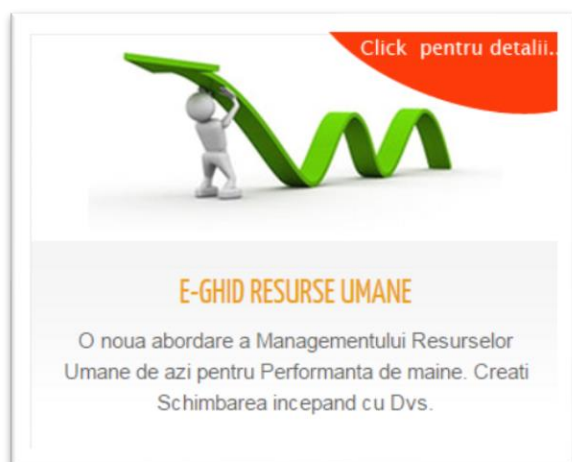 Click pentru detalii..
E-GHID RESURSE UMANE
O noua abordare a Managementului Resurselor
Umane de azi pentru Performanta de maine. Creati
Schimbarea incepand cu Dvs.